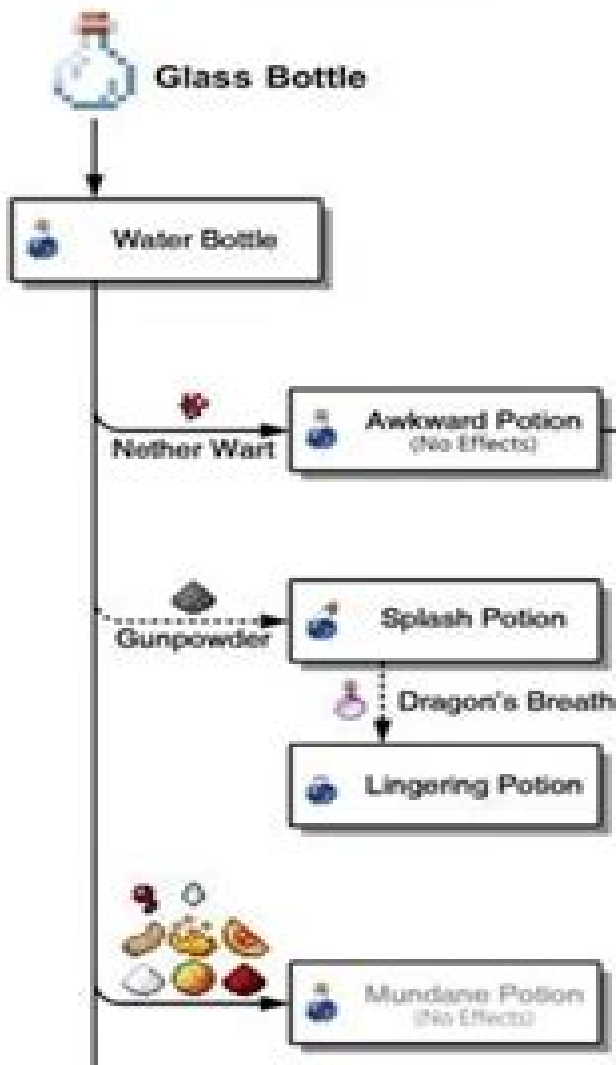 Glass Bottle
Water Bottle
Awkward Potion
(No Effects)
Nether Wart
Splash Potion
Gunpowder
Dragon's Breath
Lingering Potion
Mundane Potion
(No Effects)